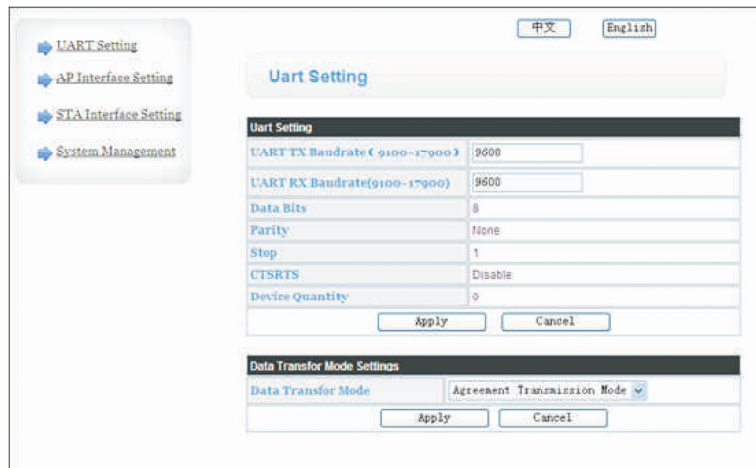 中文 English
UART Setting
AP Interface Setting
STA Interface Setting
System Management
Uart Setting
Uart Setting
UART TX Baudrate( 9100~17900) 9600
UART RX Baudrate(9100~17900) 9600
Data Bits 8
Parity None
Stop 1
CTSRTS Disable
Device Quantity 0
Apply Cancel
Data Transfor Mode Settings
Data Transfor Mode Agreement Transmission Mode
Apply Cancel